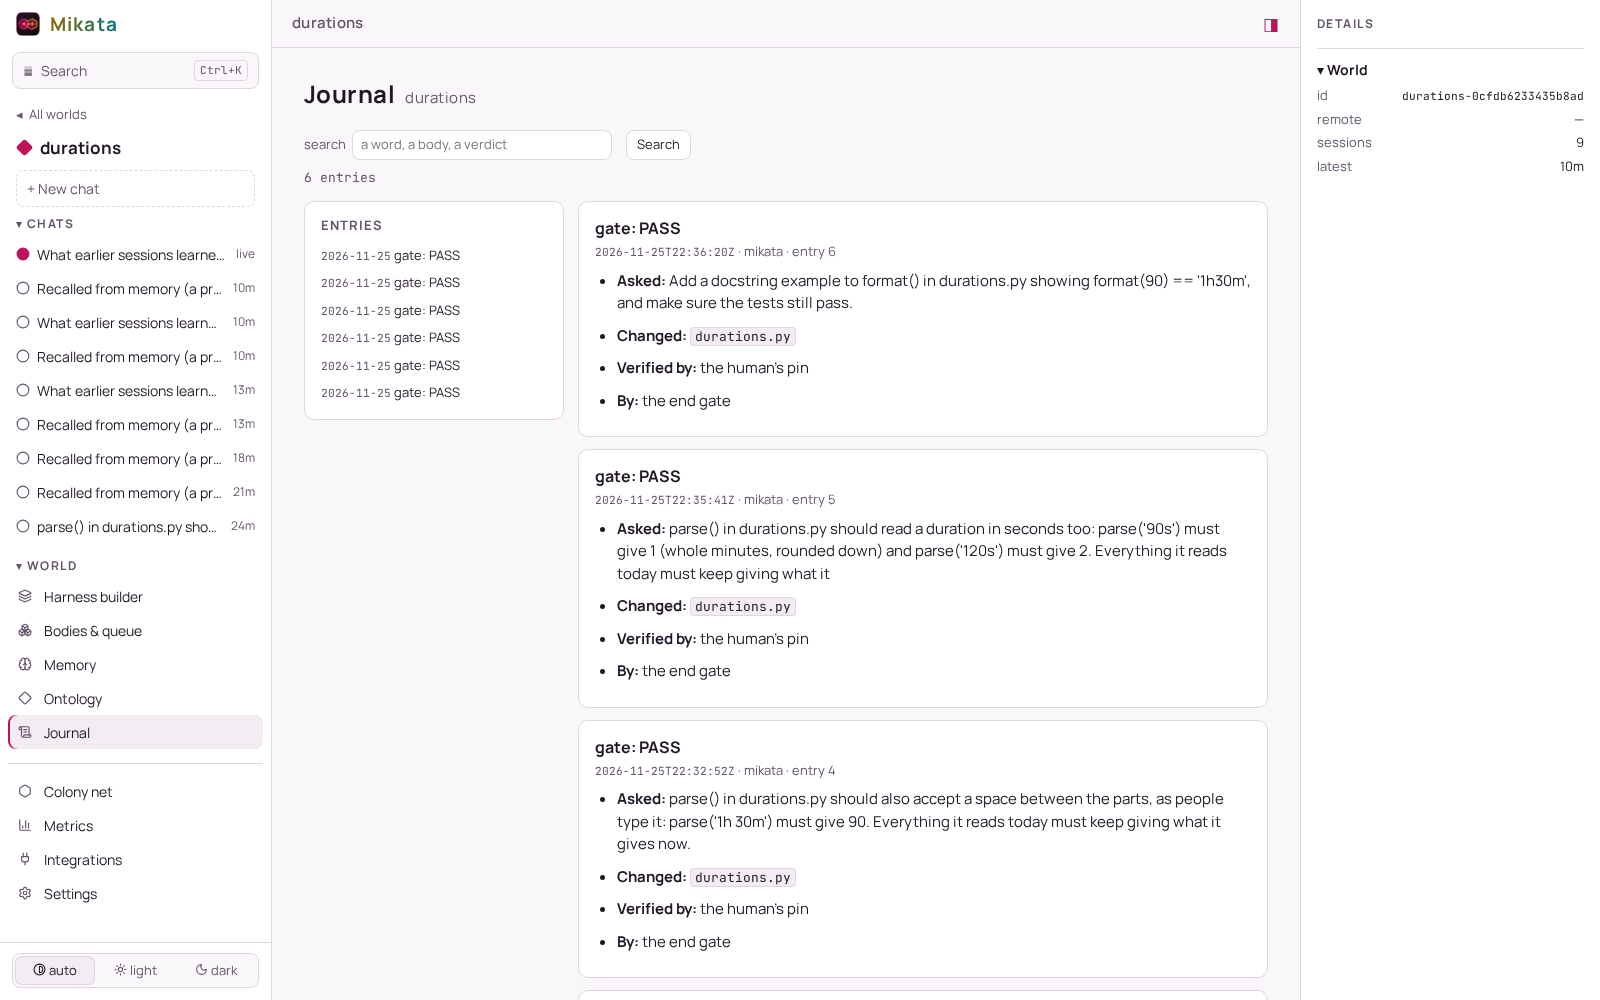 Mikata
Search Ctrl+K
◂ All worlds
durations
+ New chat
▾ CHATS
What earlier sessions learne... live
Recalled from memory (a pr... 10m
What earlier sessions learn... 10m
Recalled from memory (a pr... 10m
What earlier sessions learn... 13m
Recalled from memory (a pr... 13m
Recalled from memory (a pr... 18m
Recalled from memory (a pr... 21m
parse() in durations.py sho... 24m
▾ WORLD
Harness builder
Bodies & queue
Memory
Ontology
Journal
Colony net
Metrics
Integrations
Settings
auto light dark
durations
Journal durations
search a word, a body, a verdict Search
6 entries
ENTRIES
2026-11-25 gate: PASS
2026-11-25 gate: PASS
2026-11-25 gate: PASS
2026-11-25 gate: PASS
2026-11-25 gate: PASS
2026-11-25 gate: PASS
gate: PASS
2026-11-25T22:36:20Z · mikata · entry 6
• Asked: Add a docstring example to format() in durations.py showing format(90) == '1h30m',
and make sure the tests still pass.
• Changed: durations.py
• Verified by: the human's pin
• By: the end gate
gate: PASS
2026-11-25T22:35:41Z · mikata · entry 5
• Asked: parse() in durations.py should read a duration in seconds too: parse('90s') must
give 1 (whole minutes, rounded down) and parse('120s') must give 2. Everything it reads
today must keep giving what it
• Changed: durations.py
• Verified by: the human's pin
• By: the end gate
gate: PASS
2026-11-25T22:32:52Z · mikata · entry 4
• Asked: parse() in durations.py should also accept a space between the parts, as people
type it: parse('1h 30m') must give 90. Everything it reads today must keep giving what it
gives now.
• Changed: durations.py
• Verified by: the human's pin
• By: the end gate
DETAILS
▾ World
id durations-0cfdb6233435b8ad
remote —
sessions 9
latest 10m